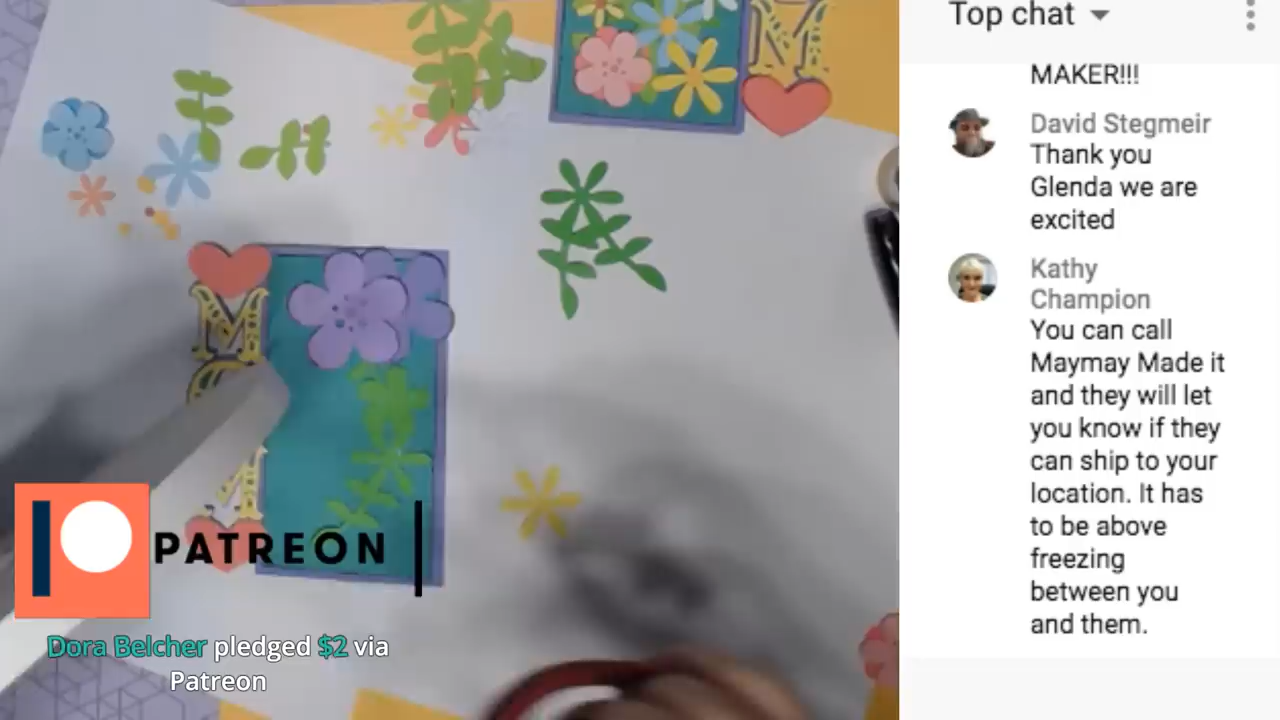 Top chat
MAKER!!!
David Stegmeir
Thank you
Glenda we are
excited
Kathy
Champion
You can call
Maymay Made it
and they will let
you know if they
can ship to your
location. It has
to be above
freezing
between you
and them.
M
M
PATREON
Dora Belcher pledged $2 via
Patreon